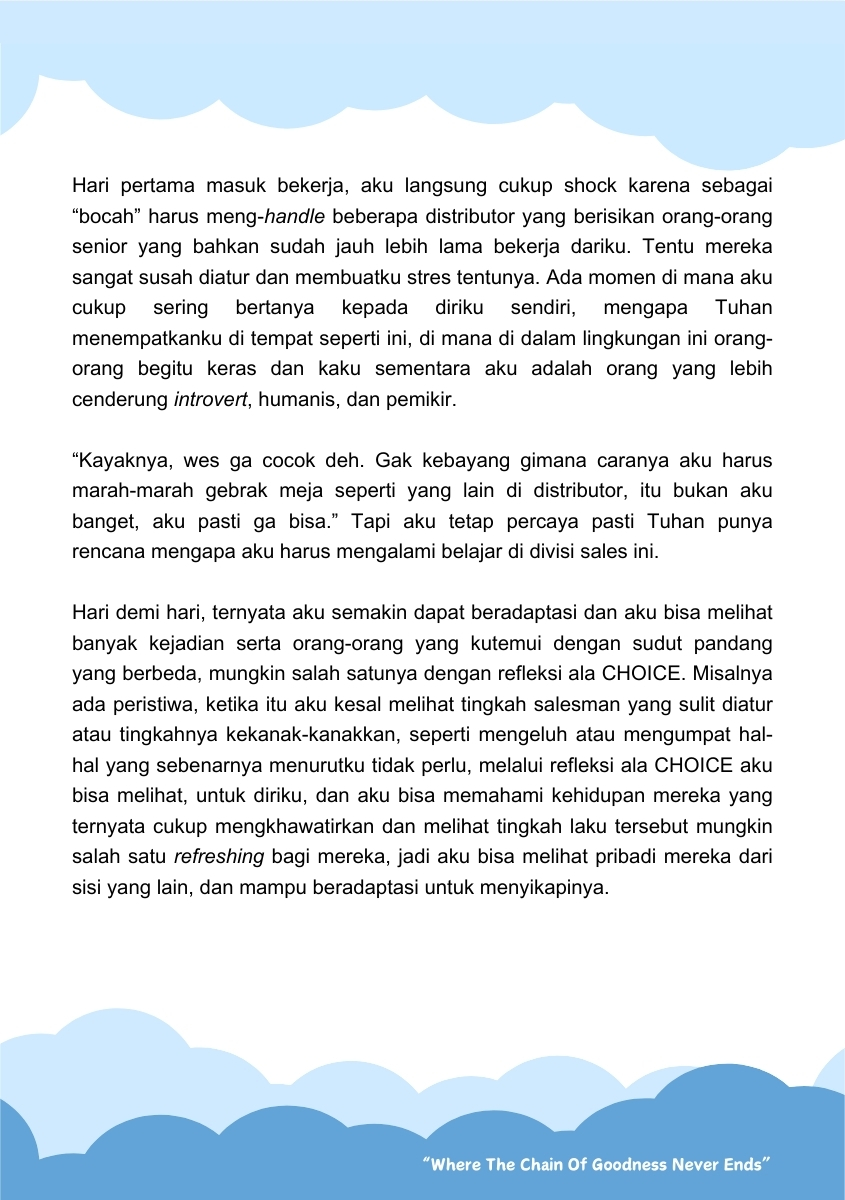 Hari pertama masuk bekerja, aku langsung cukup shock karena sebagai
“bocah” harus meng-handle beberapa distributor yang berisikan orang-orang
senior yang bahkan sudah jauh lebih lama bekerja dariku. Tentu mereka
sangat susah diatur dan membuatku stres tentunya. Ada momen di mana aku
cukup sering bertanya kepada diriku sendiri, mengapa Tuhan
menempatkanku di tempat seperti ini, di mana di dalam lingkungan ini orang-
orang begitu keras dan kaku sementara aku adalah orang yang lebih
cenderung introvert, humanis, dan pemikir.
“Kayaknya, wes ga cocok deh. Gak kebayang gimana caranya aku harus
marah-marah gebrak meja seperti yang lain di distributor, itu bukan aku
banget, aku pasti ga bisa.” Tapi aku tetap percaya pasti Tuhan punya
rencana mengapa aku harus mengalami belajar di divisi sales ini.
Hari demi hari, ternyata aku semakin dapat beradaptasi dan aku bisa melihat
banyak kejadian serta orang-orang yang kutemui dengan sudut pandang
yang berbeda, mungkin salah satunya dengan refleksi ala CHOICE. Misalnya
ada peristiwa, ketika itu aku kesal melihat tingkah salesman yang sulit diatur
atau tingkahnya kekanak-kanakkan, seperti mengeluh atau mengumpat hal-
hal yang sebenarnya menurutku tidak perlu, melalui refleksi ala CHOICE aku
bisa melihat, untuk diriku, dan aku bisa memahami kehidupan mereka yang
ternyata cukup mengkhawatirkan dan melihat tingkah laku tersebut mungkin
salah satu refreshing bagi mereka, jadi aku bisa melihat pribadi mereka dari
sisi yang lain, dan mampu beradaptasi untuk menyikapinya.
“Where The Chain Of Goodness Never Ends”